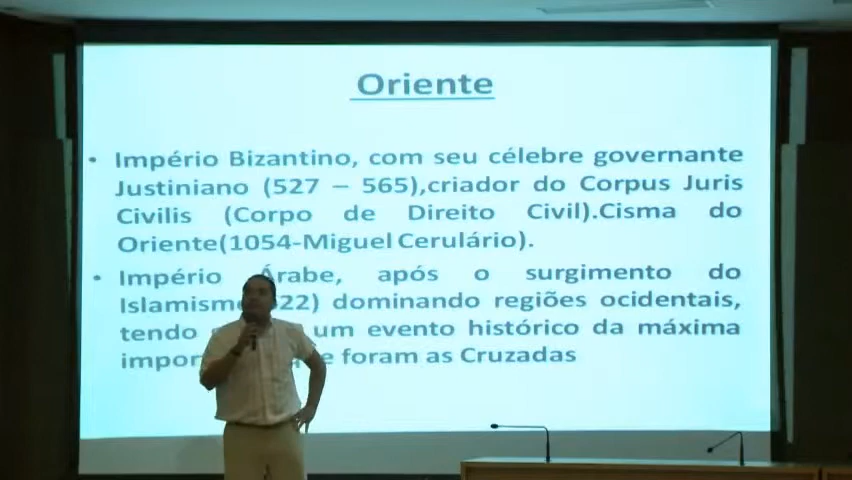 Oriente
• Império Bizantino, com seu célebre governante
Justiniano (527 – 565),criador do Corpus Juris
Civilis (Corpo de Direito Civil).Cisma do
Oriente(1054-Miguel Cerulário).
• Império Árabe, após o surgimento do
Islamismo 22) dominando regiões ocidentais,
tendo um evento histórico da máxima
foram as Cruzadas